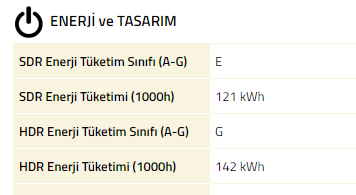 ENERJİ ve TASARIM
SDR Enerji Tüketim Sınıfı (A-G) E
SDR Enerji Tüketimi (1000h) 121 kWh
HDR Enerji Tüketim Sınıfı (A-G) G
HDR Enerji Tüketimi (1000h) 142 kWh